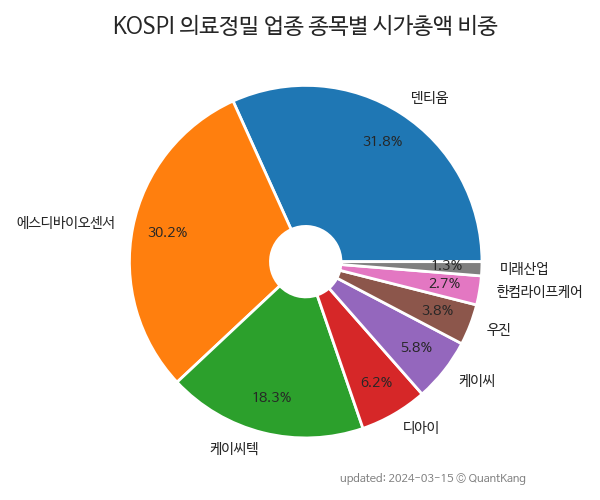 KOSPI 의료정밀 업종 종목별 시가총액 비중
덴티움
31.8%
에스디바이오센서
30.2%
1.3%
미래산업
2.7%
한컴라이프케어
3.8%
우진
5.8%
케이씨
6.2%
18.3%
디아이
케이씨텍
updated: 2024-03-15 © QuantKang